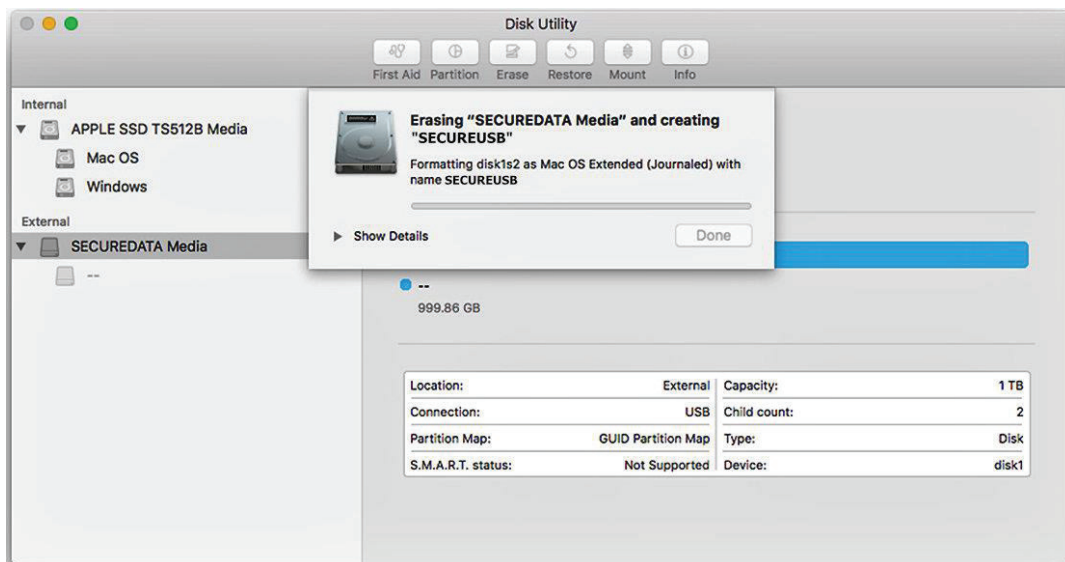 Disk Utility
First Aid Partition Erase Restore Mount Info
Internal
APPLE SSD TS512B Media
Mac OS
Windows
External
SECUREDATA Media
--
Erasing “SECUREDATA Media” and creating
"SECUREUSB"
Formatting disk1s2 as Mac OS Extended (Journaled) with
name SECUREUSB
Show Details
Done
--
999.86 GB
Location: External Capacity: 1 TB
Connection: USB Child count: 2
Partition Map: GUID Partition Map Type: Disk
S.M.A.R.T. status: Not Supported Device: disk1